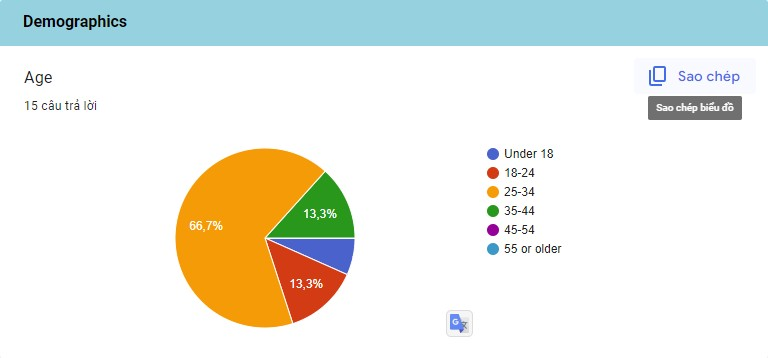 Demographics
Age
Sao chép
15 câu trả lời
Sao chép biểu đồ
Under 18
18-24
25-34
35-44
45-54
55 or older
66,7%
13,3%
13,3%
G